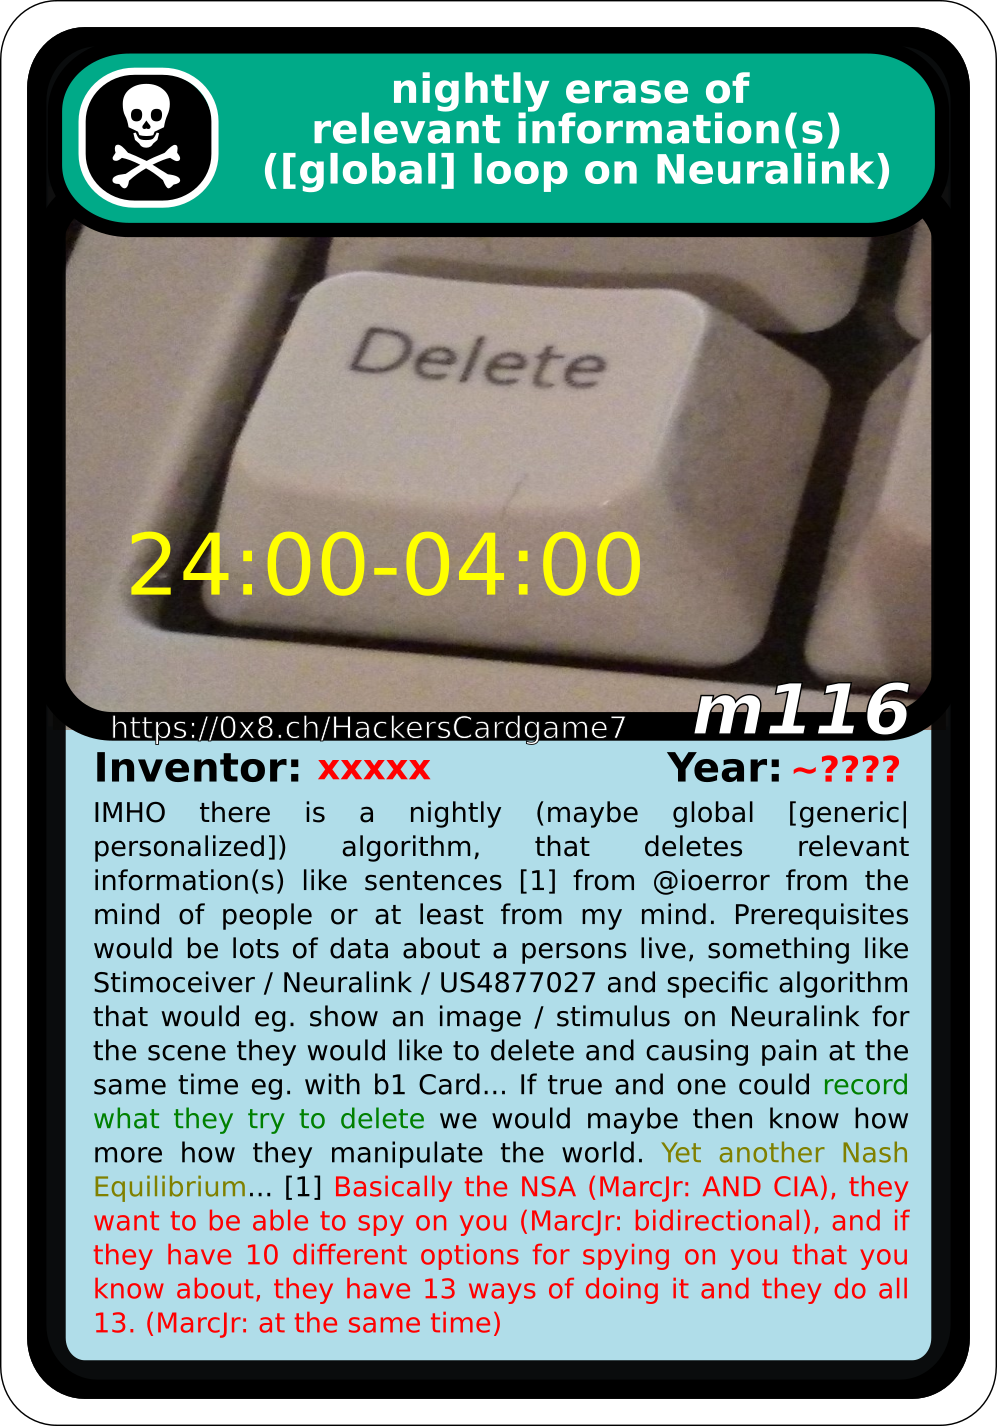 nightly erase of
relevant information(s)
([global] loop on Neuralink)
Delete
24:00-04:00
m116
https://0x8.ch/HackersCardgame7
Inventor: xxxxx Year: ~????
IMHO there is a nightly (maybe global [generic|
personalized]) algorithm, that deletes relevant
information(s) like sentences [1] from @ioerror from the
mind of people or at least from my mind. Prerequisites
would be lots of data about a persons live, something like
Stimoceiver / Neuralink / US4877027 and specific algorithm
that would eg. show an image / stimulus on Neuralink for
the scene they would like to delete and causing pain at the
same time eg. with b1 Card... If true and one could record
what they try to delete we would maybe then know how
more how they manipulate the world. Yet another Nash
Equilibrium... [1] Basically the NSA (MarcJr: AND CIA), they
want to be able to spy on you (MarcJr: bidirectional), and if
they have 10 different options for spying on you that you
know about, they have 13 ways of doing it and they do all
13. (MarcJr: at the same time)